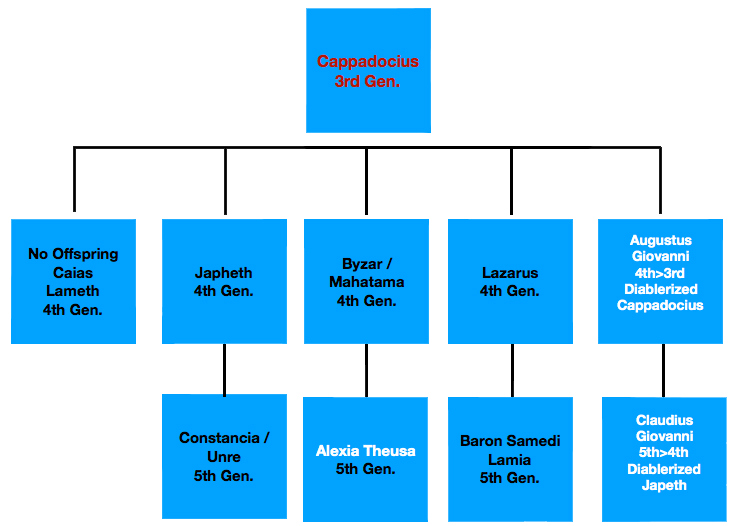 Cappadocius
3rd Gen.
No Offspring
Caias
Lameth
4th Gen.
Japheth
4th Gen.
Byzar /
Mahatama
4th Gen.
Lazarus
4th Gen.
Augustus
Giovanni
4th>3rd
Diablerized
Cappadocius
Constancia /
Unre
5th Gen.
Alexia Theusa
5th Gen.
Baron Samedi
Lamia
5th Gen.
Claudius
Giovanni
5th>4th
Diablerized
Japeth